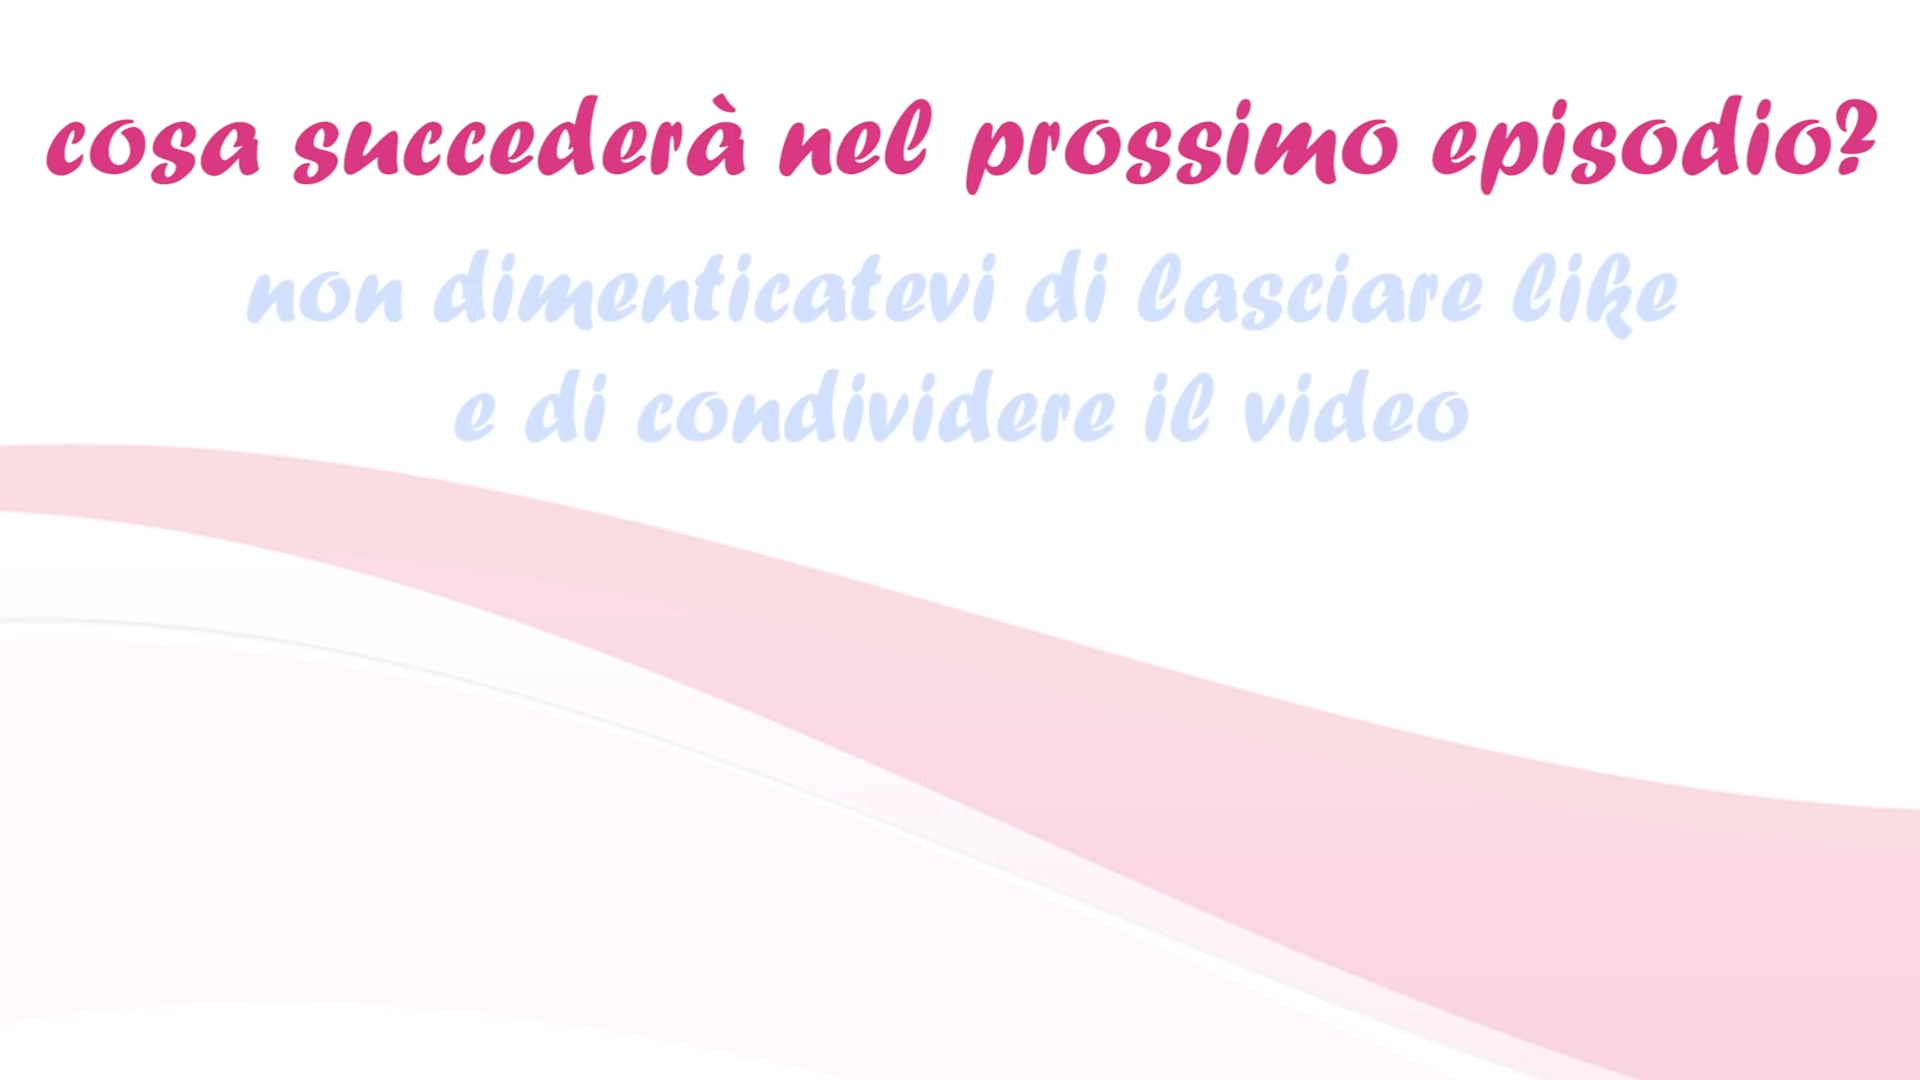 cosa succederà nel prossimo episodio?
non dimenticatevi di lasciare like
e di condividere il video